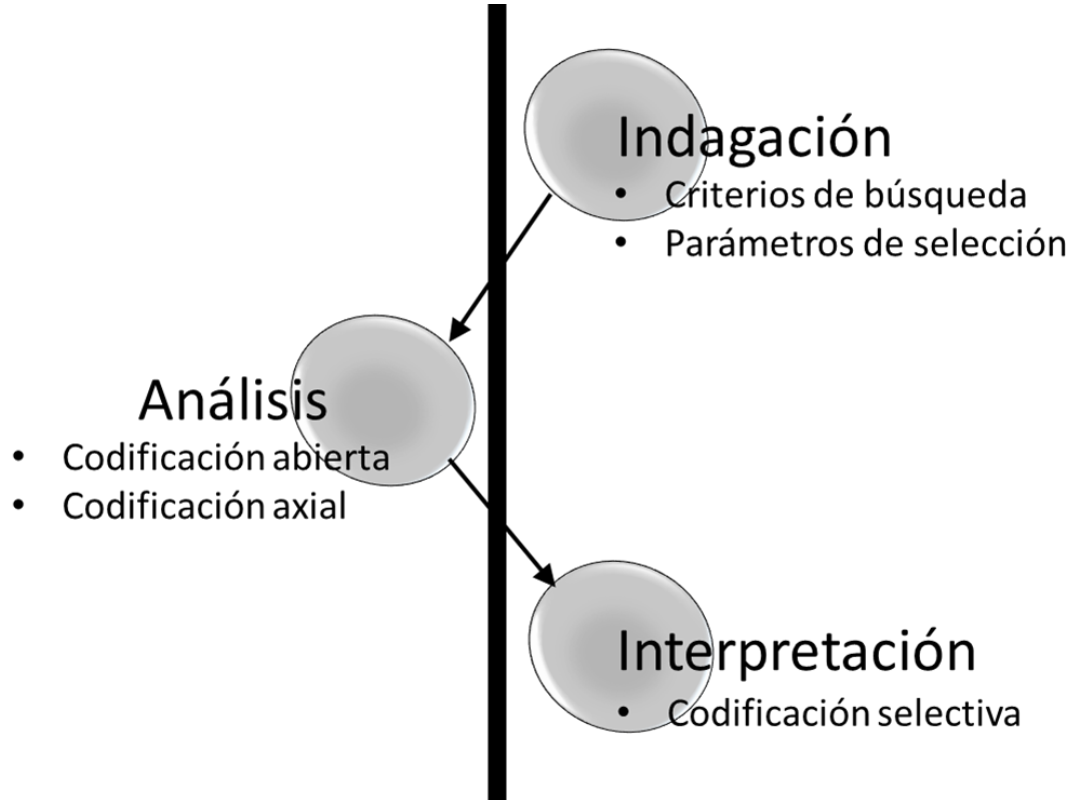 Indagación
• Criterios de búsqueda
• Parámetros de selección
Análisis
• Codificación abierta
• Codificación axial
Interpretación
• Codificación selectiva